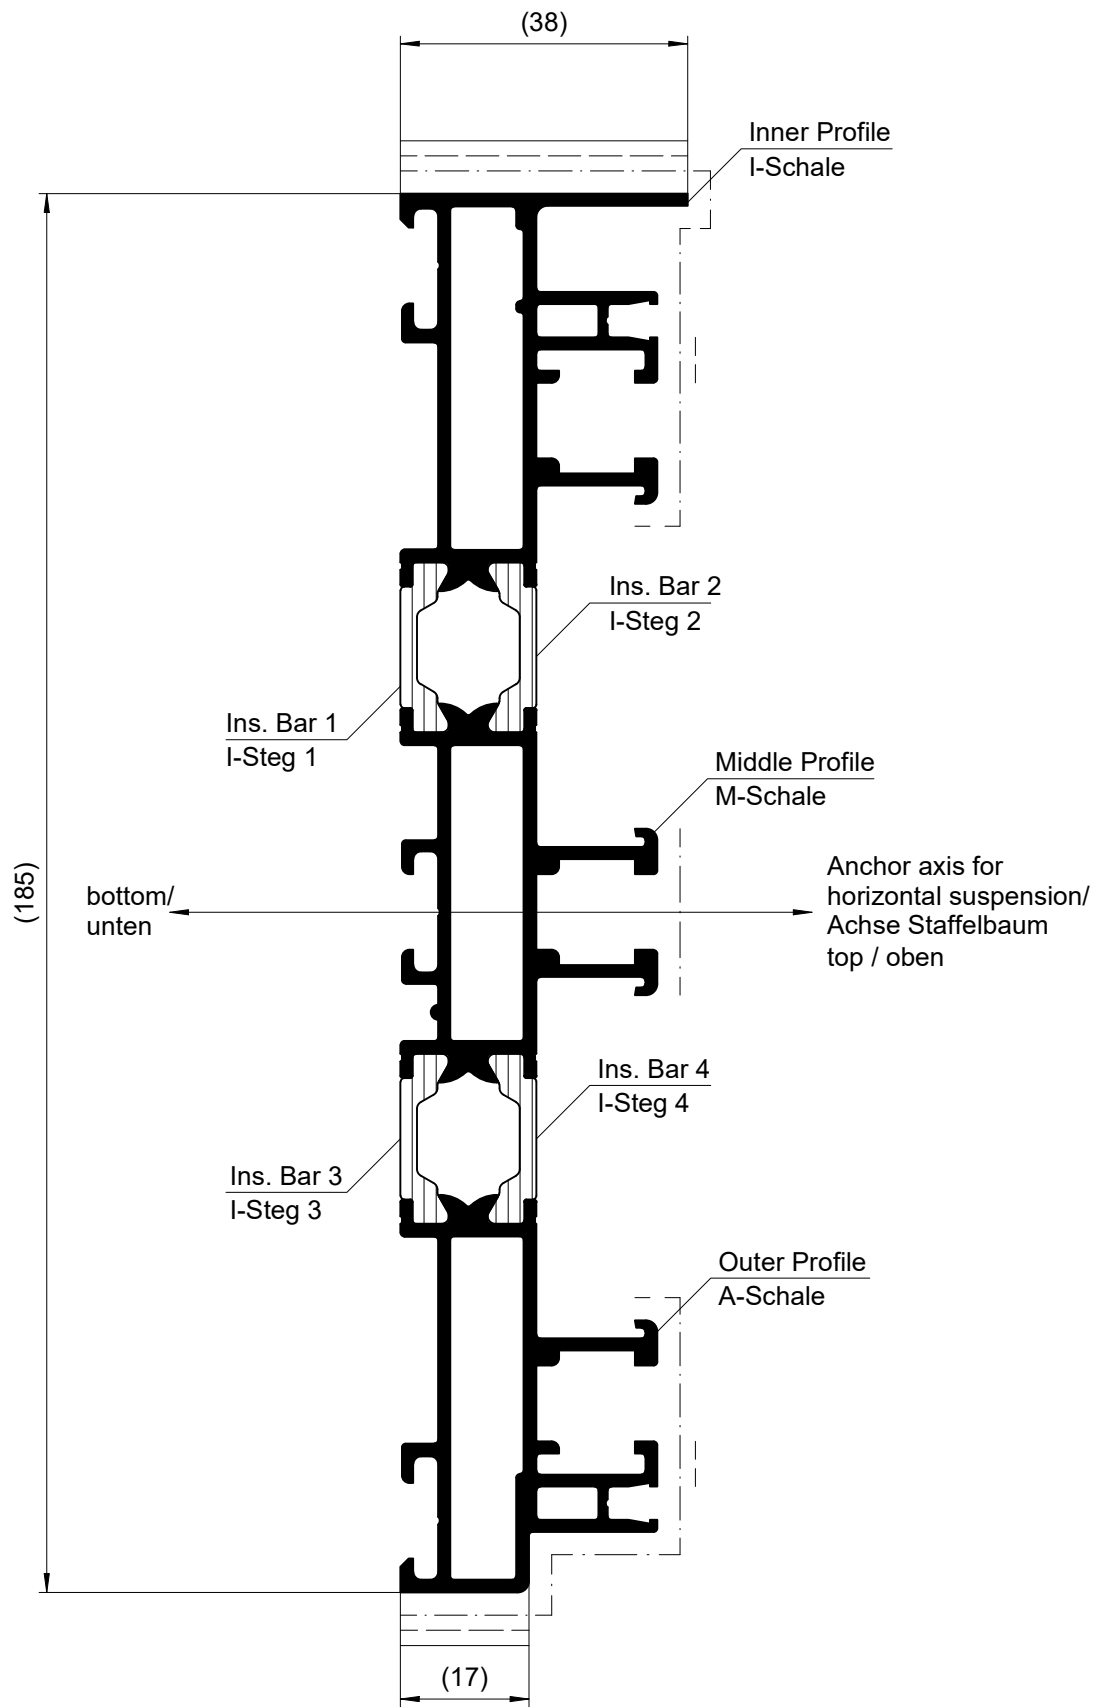 (38)
Inner Profile
I-Schale
Ins. Bar 2
I-Steg 2
Ins. Bar 1
I-Steg 1
Middle Profile
M-Schale
(185)
bottom/
unten
Anchor axis for
horizontal suspension/
Achse Staffelbaum
top / oben
Ins. Bar 4
I-Steg 4
Ins. Bar 3
I-Steg 3
Outer Profile
A-Schale
(17)